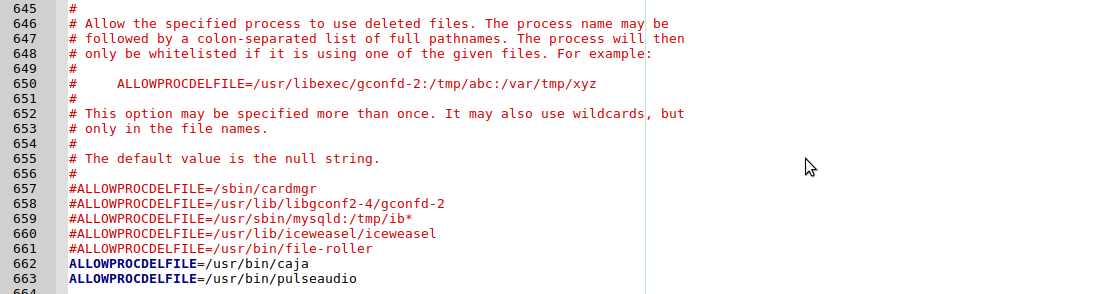 645 #
646 # Allow the specified process to use deleted files. The process name may be
647 # followed by a colon-separated list of full pathnames. The process will then
648 # only be whitelisted if it is using one of the given files. For example:
649 #
650 #     ALLOWPROCDELFILE=/usr/libexec/gconfd-2:/tmp/abc:/var/tmp/xyz
651 #
652 # This option may be specified more than once. It may also use wildcards, but
653 # only in the file names.
654 #
655 # The default value is the null string.
656 #
657 #ALLOWPROCDELFILE=/sbin/cardmgr
658 #ALLOWPROCDELFILE=/usr/lib/libgconf2-4/gconfd-2
659 #ALLOWPROCDELFILE=/usr/sbin/mysqld:/tmp/ib*
660 #ALLOWPROCDELFILE=/usr/lib/iceweasel/iceweasel
661 #ALLOWPROCDELFILE=/usr/bin/file-roller
662 ALLOWPROCDELFILE=/usr/bin/caja
663 ALLOWPROCDELFILE=/usr/bin/pulseaudio
664